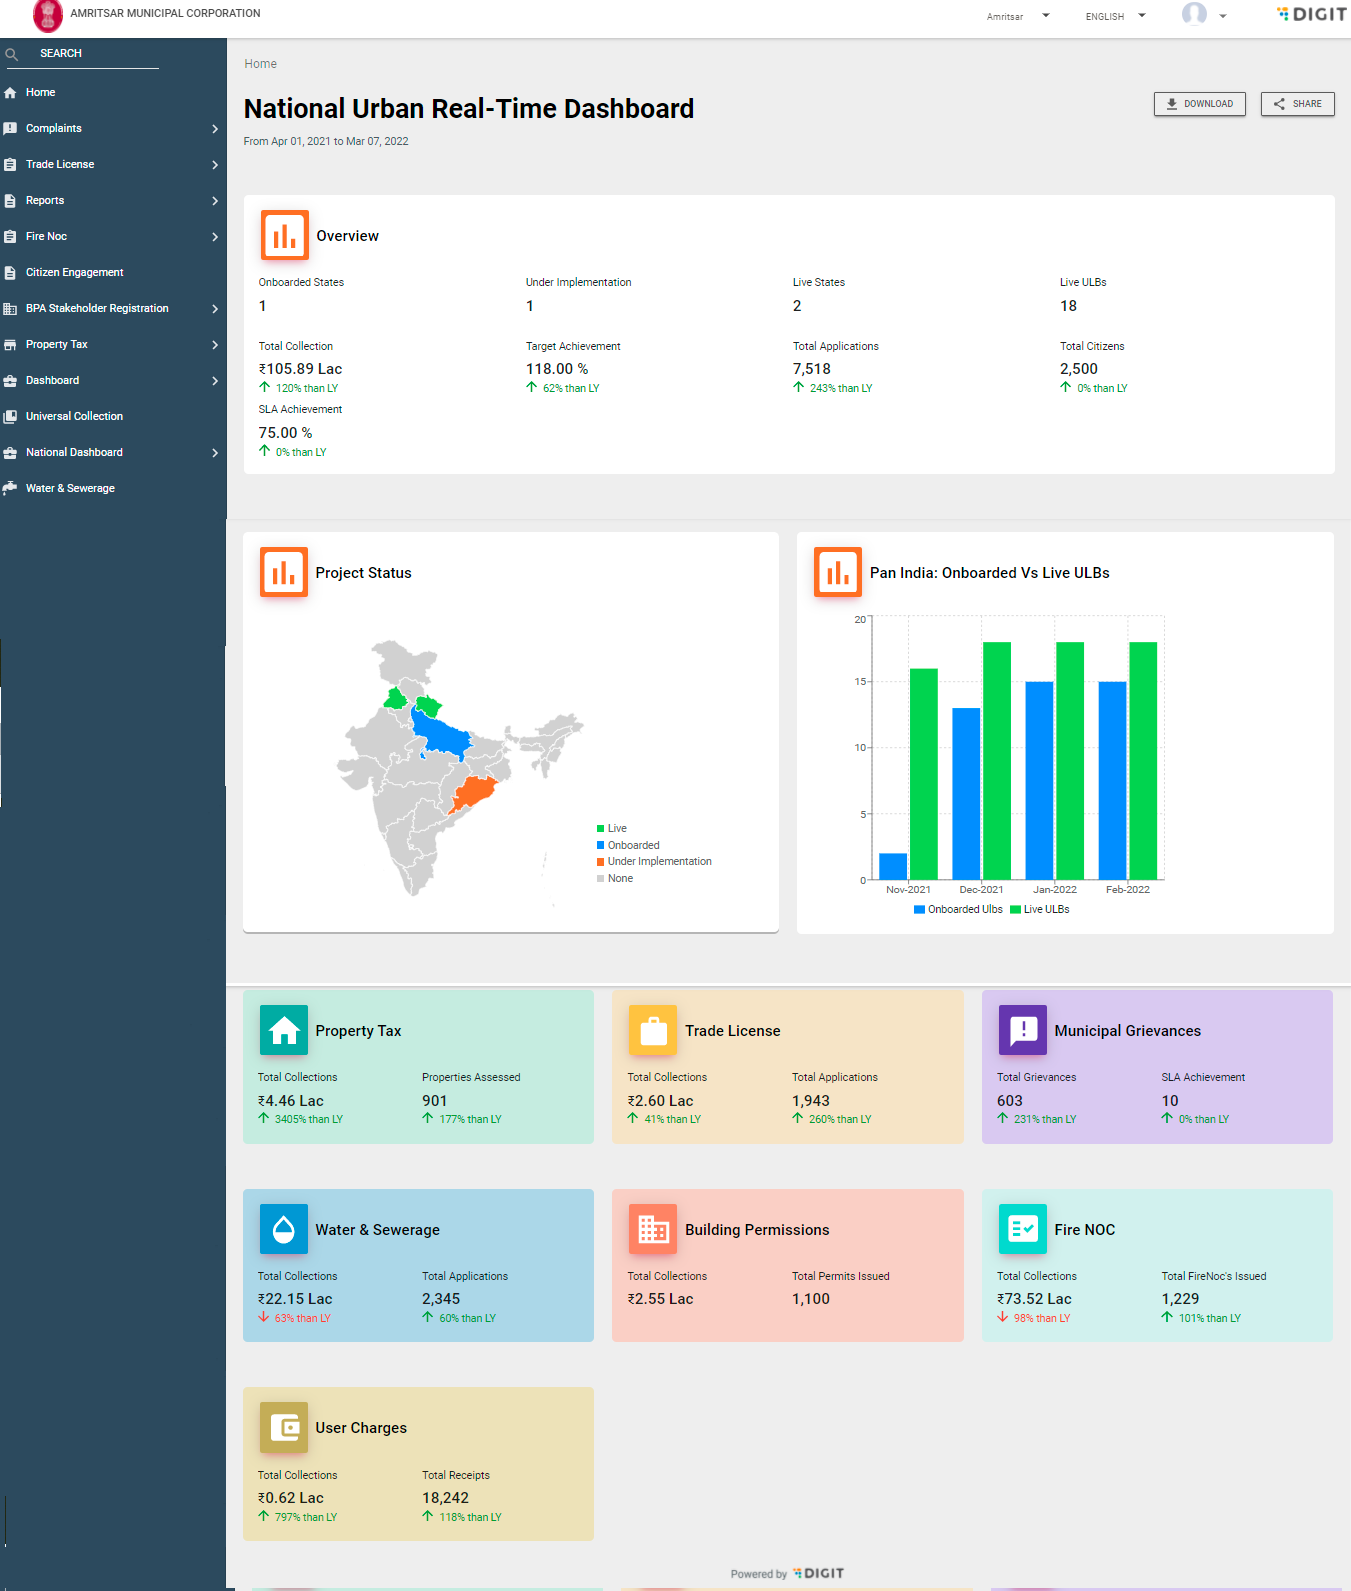 AMRITSAR MUNICIPAL CORPORATION
Amritsar
ENGLISH
DIGIT
SEARCH
Home
Complaints
Trade License
Reports
Fire Noc
Citizen Engagement
BPA Stakeholder Registration
Property Tax
Dashboard
Universal Collection
National Dashboard
Water & Sewerage
Home
National Urban Real-Time Dashboard
DOWNLOAD
SHARE
From Apr 01, 2021 to Mar 07, 2022
Overview
Onboarded States
1
Under Implementation
1
Live States
2
Live ULBs
18
Total Collection
₹105.89 Lac
120% than LY
Target Achievement
118.00 %
62% than LY
Total Applications
7,518
243% than LY
Total Citizens
2,500
0% than LY
SLA Achievement
75.00 %
0% than LY
Project Status
Live
Onboarded
Under Implementation
None
Pan India: Onboarded Vs Live ULBs
20
15
10
5
0
Nov-2021 Dec-2021 Jan-2022 Feb-2022
Onboarded Ulbs Live ULBs
Property Tax
Total Collections
₹4.46 Lac
3405% than LY
Properties Assessed
901
177% than LY
Trade License
Total Collections
₹2.60 Lac
41% than LY
Total Applications
1,943
260% than LY
Municipal Grievances
Total Grievances
603
231% than LY
SLA Achievement
10
0% than LY
Water & Sewerage
Total Collections
₹22.15 Lac
63% than LY
Total Applications
2,345
60% than LY
Building Permissions
Total Collections
₹2.55 Lac
Total Permits Issued
1,100
Fire NOC
Total Collections
₹73.52 Lac
98% than LY
Total FireNoc's Issued
1,229
101% than LY
User Charges
Total Collections
₹0.62 Lac
797% than LY
Total Receipts
18,242
118% than LY
Powered by DIGIT